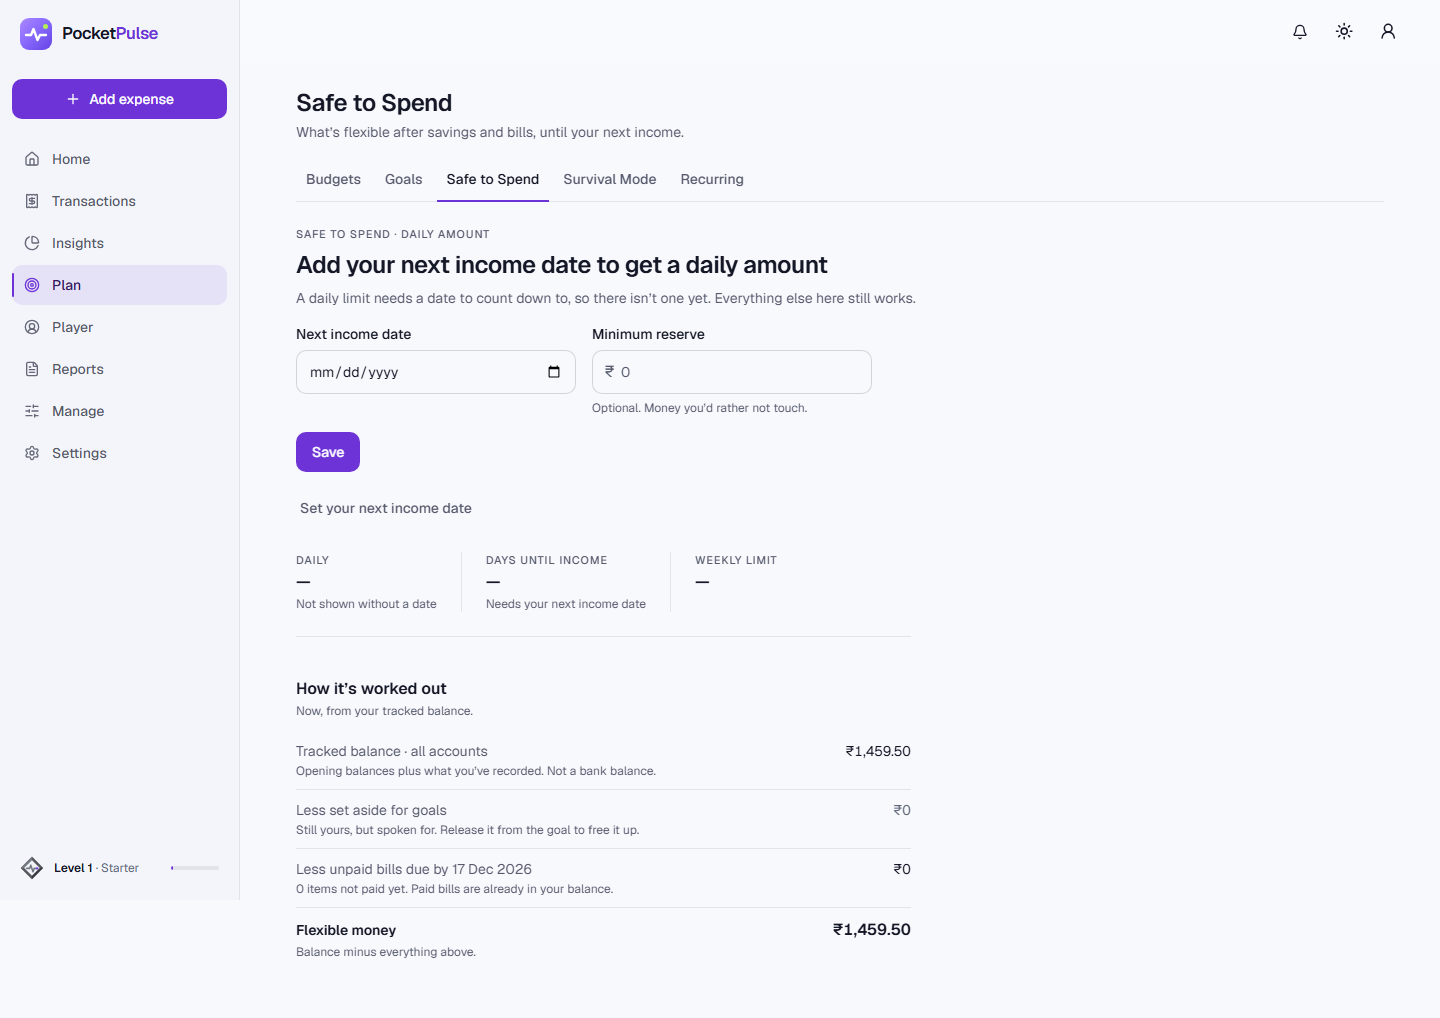 PocketPulse
Add expense
Home
Transactions
Insights
Plan
Player
Reports
Manage
Settings
Level 1 · Starter
Safe to Spend
What's flexible after savings and bills, until your next income.
Budgets Goals Safe to Spend Survival Mode Recurring
SAFE TO SPEND · DAILY AMOUNT
Add your next income date to get a daily amount
A daily limit needs a date to count down to, so there isn't one yet. Everything else here still works.
Next income date Minimum reserve
mm/dd/yyyy ₹ 0
Optional. Money you'd rather not touch.
Save
Set your next income date
DAILY DAYS UNTIL INCOME WEEKLY LIMIT
— — —
Not shown without a date Needs your next income date
How it's worked out
Now, from your tracked balance.
Tracked balance · all accounts ₹1,459.50
Opening balances plus what you've recorded. Not a bank balance.
Less set aside for goals ₹0
Still yours, but spoken for. Release it from the goal to free it up.
Less unpaid bills due by 17 Dec 2026 ₹0
0 items not paid yet. Paid bills are already in your balance.
Flexible money ₹1,459.50
Balance minus everything above.